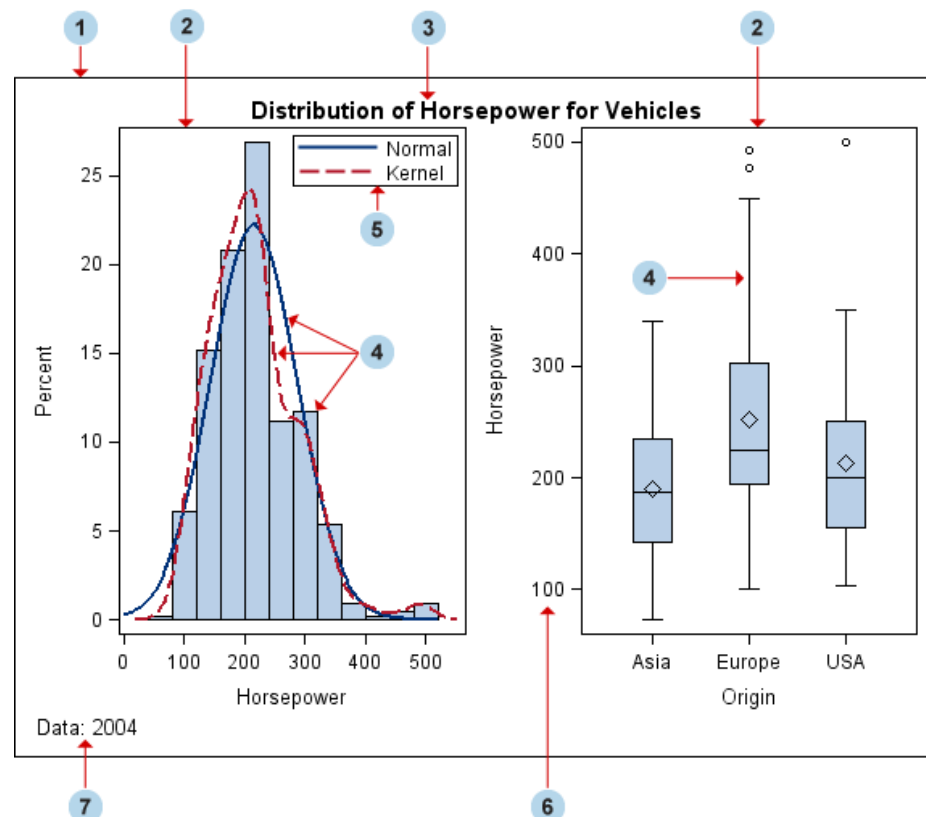 1
2
3
2
Distribution of Horsepower for Vehicles
Normal
Kernel
5
4
25
20
15
10
5
0
Percent
0 100 200 300 400 500
Horsepower
4
500
400
300
200
100
Horsepower
Asia Europe USA
Origin
Data: 2004
7
6